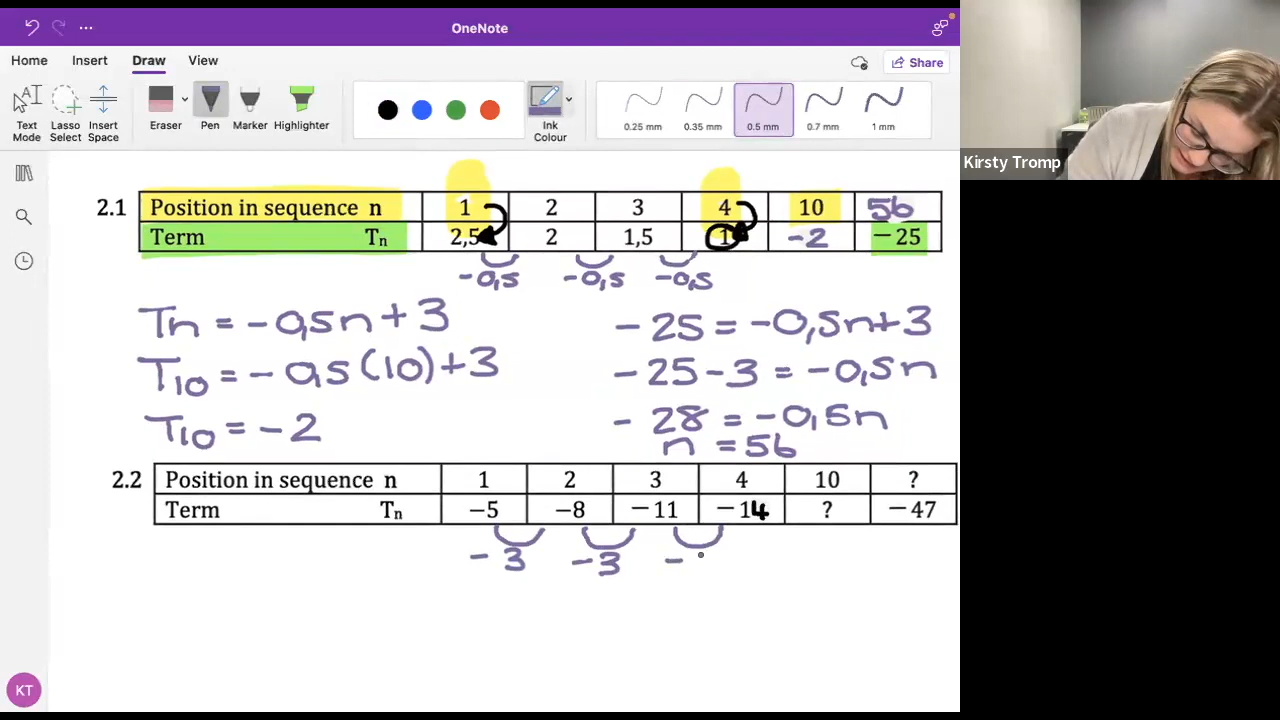 OneNote
Home Insert Draw View
Share
Text Mode
Lasso Select
Insert Space
Eraser
Pen
Marker
Highlighter
Ink Colour
0.25 mm
0.35 mm
0.5 mm
0.7 mm
1 mm
Kirsty Tromp
2.1 Position in sequence n 1 2 3 4 10 56
Term Tn 2,5 2 1,5 1 -2 -25
-0,5 -0,5 -0,5
Tn = -0,5n + 3
T10 = -0,5(10) + 3
T10 = -2
-25 = -0,5n+3
-25 - 3 = -0,5n
-28 = -0,5n
n = 56
2.2 Position in sequence n 1 2 3 4 10 ?
Term Tn -5 -8 -11 -14 ? -47
-3 -3 -
KT